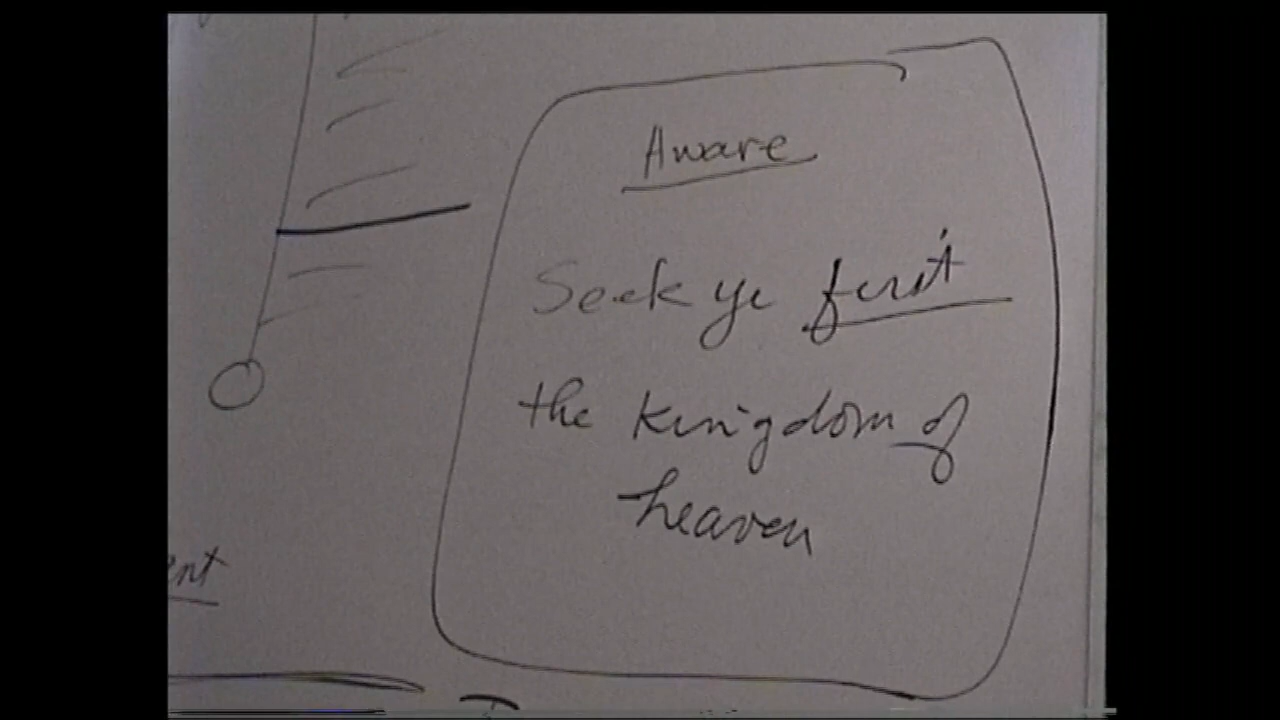 Aware
Seek ye first
the kingdom of
heaven